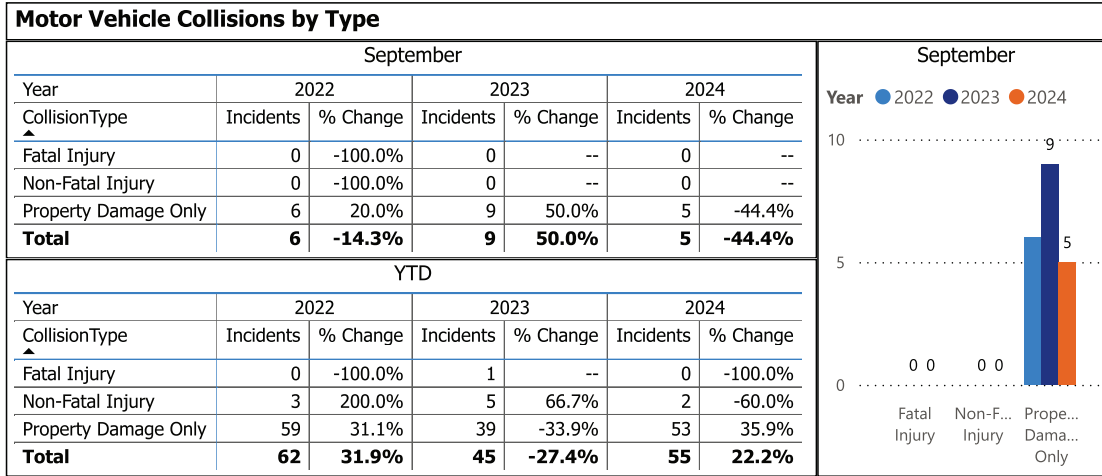 Motor Vehicle Collisions by Type
September
Year 2022 2023 2024
CollisionType Incidents % Change Incidents % Change Incidents % Change
Fatal Injury 0 -100.0% 0 -- 0 --
Non-Fatal Injury 0 -100.0% 0 -- 0 --
Property Damage Only 6 20.0% 9 50.0% 5 -44.4%
Total 6 -14.3% 9 50.0% 5 -44.4%
YTD
Year 2022 2023 2024
CollisionType Incidents % Change Incidents % Change Incidents % Change
Fatal Injury 0 -100.0% 1 -- 0 -100.0%
Non-Fatal Injury 3 200.0% 5 66.7% 2 -60.0%
Property Damage Only 59 31.1% 39 -33.9% 53 35.9%
Total 62 31.9% 45 -27.4% 55 22.2%
September
Year 2022 2023 2024
10
9
5
5
0 0 0 0
0
Fatal Non-F... Prope...
Injury Injury Dama...
Only